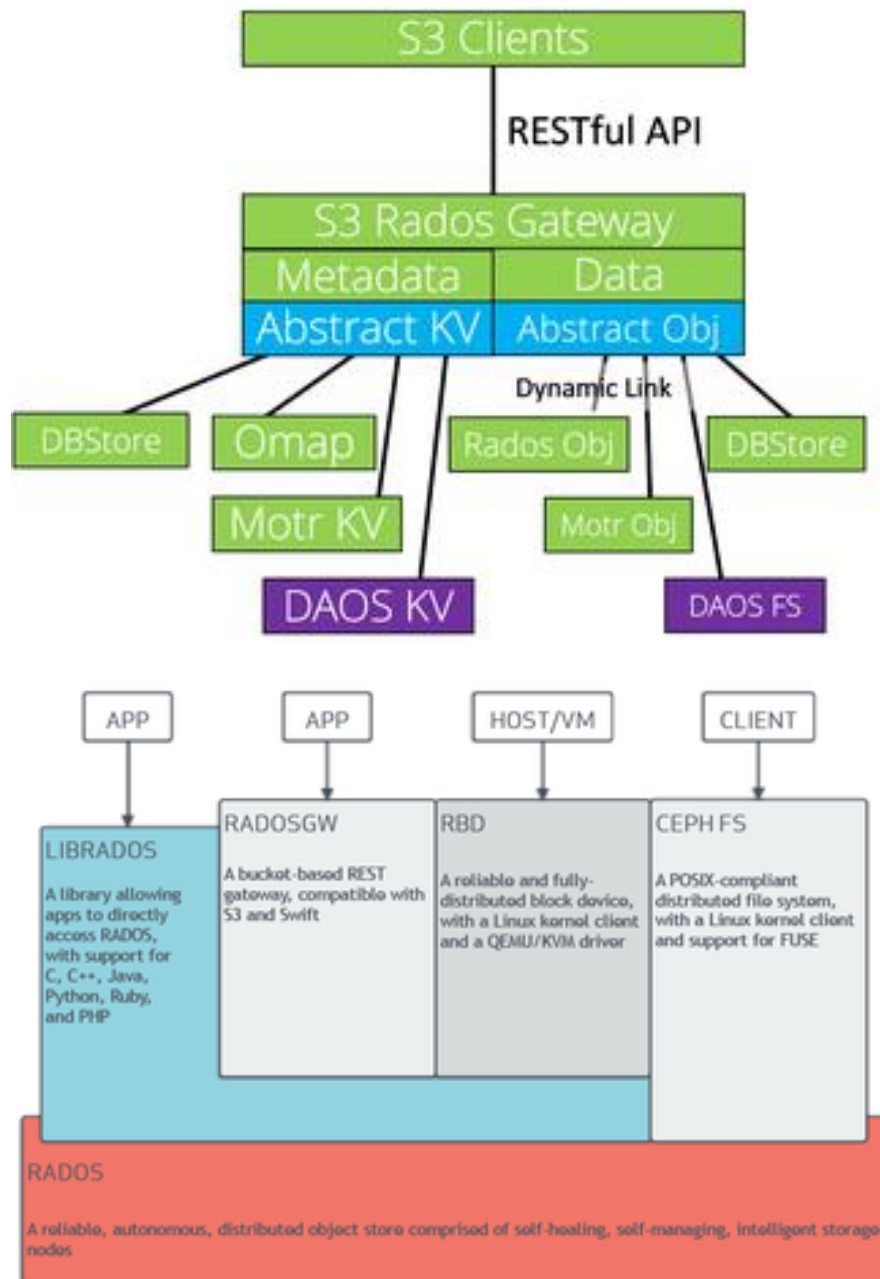 S3 Clients
RESTful API
S3 Rados Gateway
Metadata
Data
Abstract KV
Abstract Obj
Dynamic Link
DBStore
Omap
Rados Obj
DBStore
Motr KV
Motr Obj
DAOS KV
DAOS FS
APP
APP
HOST/VM
CLIENT
LIBRADOS
A library allowing
apps to directly
access RADOS,
with support for
C, C++, Java,
Python, Ruby,
and PHP
RADOSGW
A bucket-based REST
gateway, compatible with
S3 and Swift
RBD
A reliable and fully-
distributed block device,
with a Linux kernel client
and a QEMU/KVM driver
CEPH FS
A POSIX-compliant
distributed file system,
with a Linux kernel client
and support for FUSE
RADOS
A reliable, autonomous, distributed object store comprised of self-healing, self-managing, intelligent storage
nodes